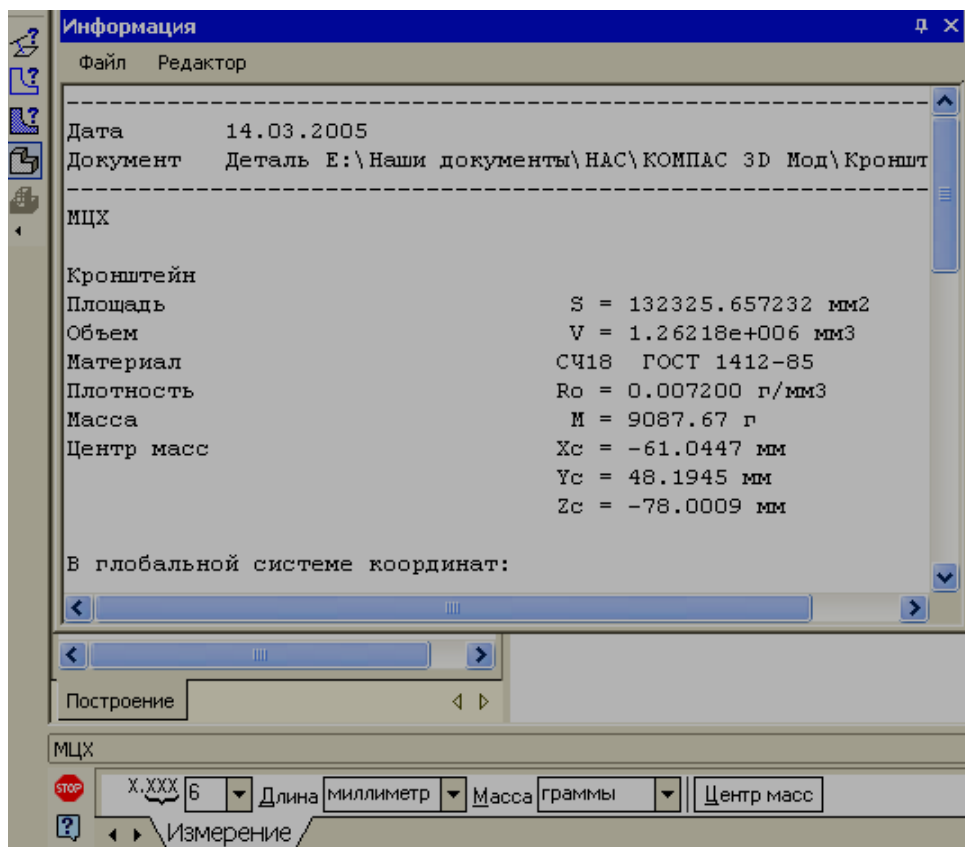 Информация
Файл Редактор
Дата 14.03.2005
Документ Деталь E:\Наши документы\НАС\КОМПАС 3D Мод\Кроншт
МЦХ
Кронштейн
Площадь S = 132325.657232 мм2
Объем V = 1.26218e+006 мм3
Материал СЧ18 ГОСТ 1412-85
Плотность Ro = 0.007200 г/мм3
Масса M = 9087.67 г
Центр масс Xc = -61.0447 мм
Yc = 48.1945 мм
Zc = -78.0009 мм
В глобальной системе координат:
Построение
МЦХ
STOP X.XXX 6 Длина миллиметр Масса граммы Центр масс
Измерение